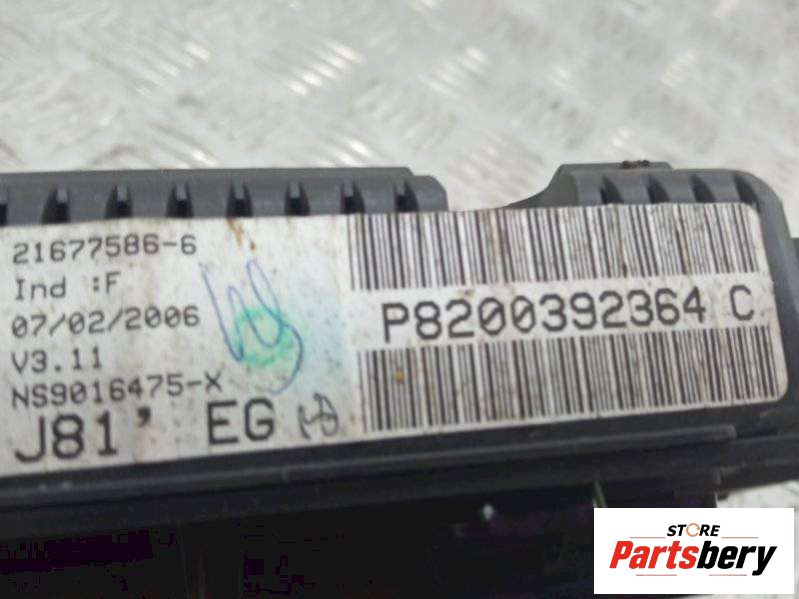 21677586-6
Ind :F
07/02/2006
V3.11
NS9016475-X
J81' EG
P8200392364 C
STORE
Partsbery